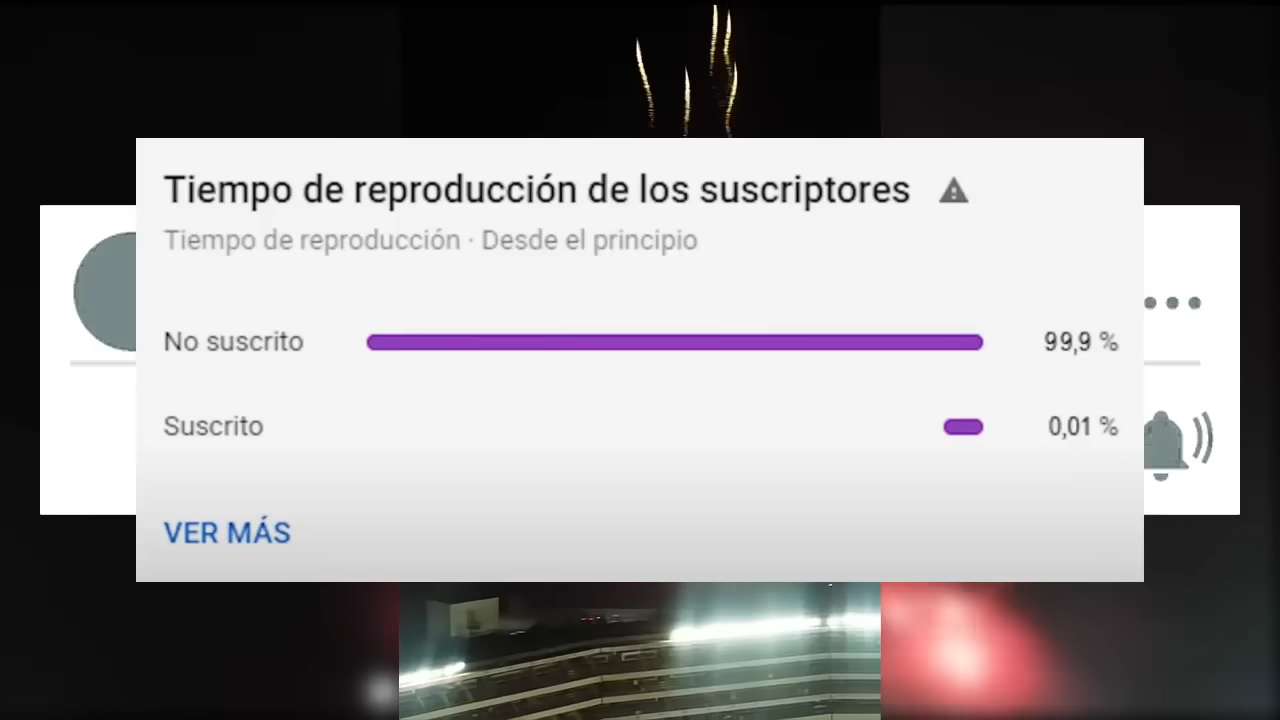 Tiempo de reproducción de los suscriptores
Tiempo de reproducción · Desde el principio
No suscrito 99,9 %
Suscrito 0,01 %
VER MÁS